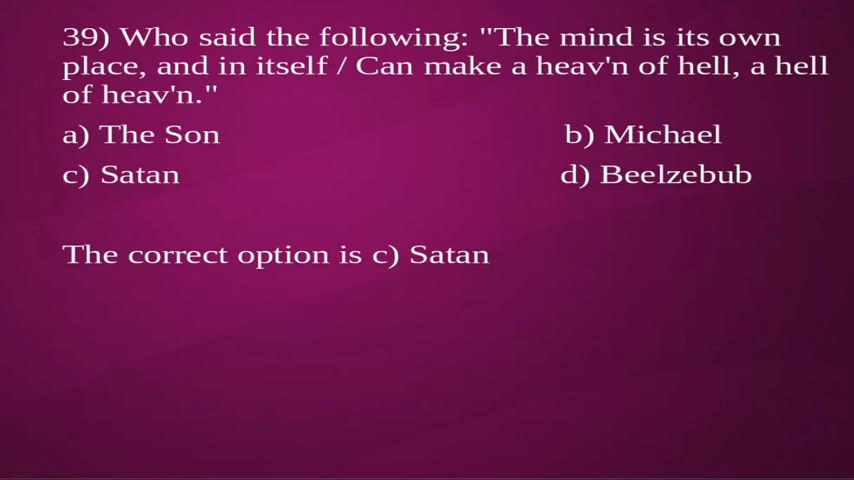 39) Who said the following: "The mind is its own
place, and in itself / Can make a heav'n of hell, a hell
of heav'n."
a) The Son b) Michael
c) Satan d) Beelzebub
The correct option is c) Satan